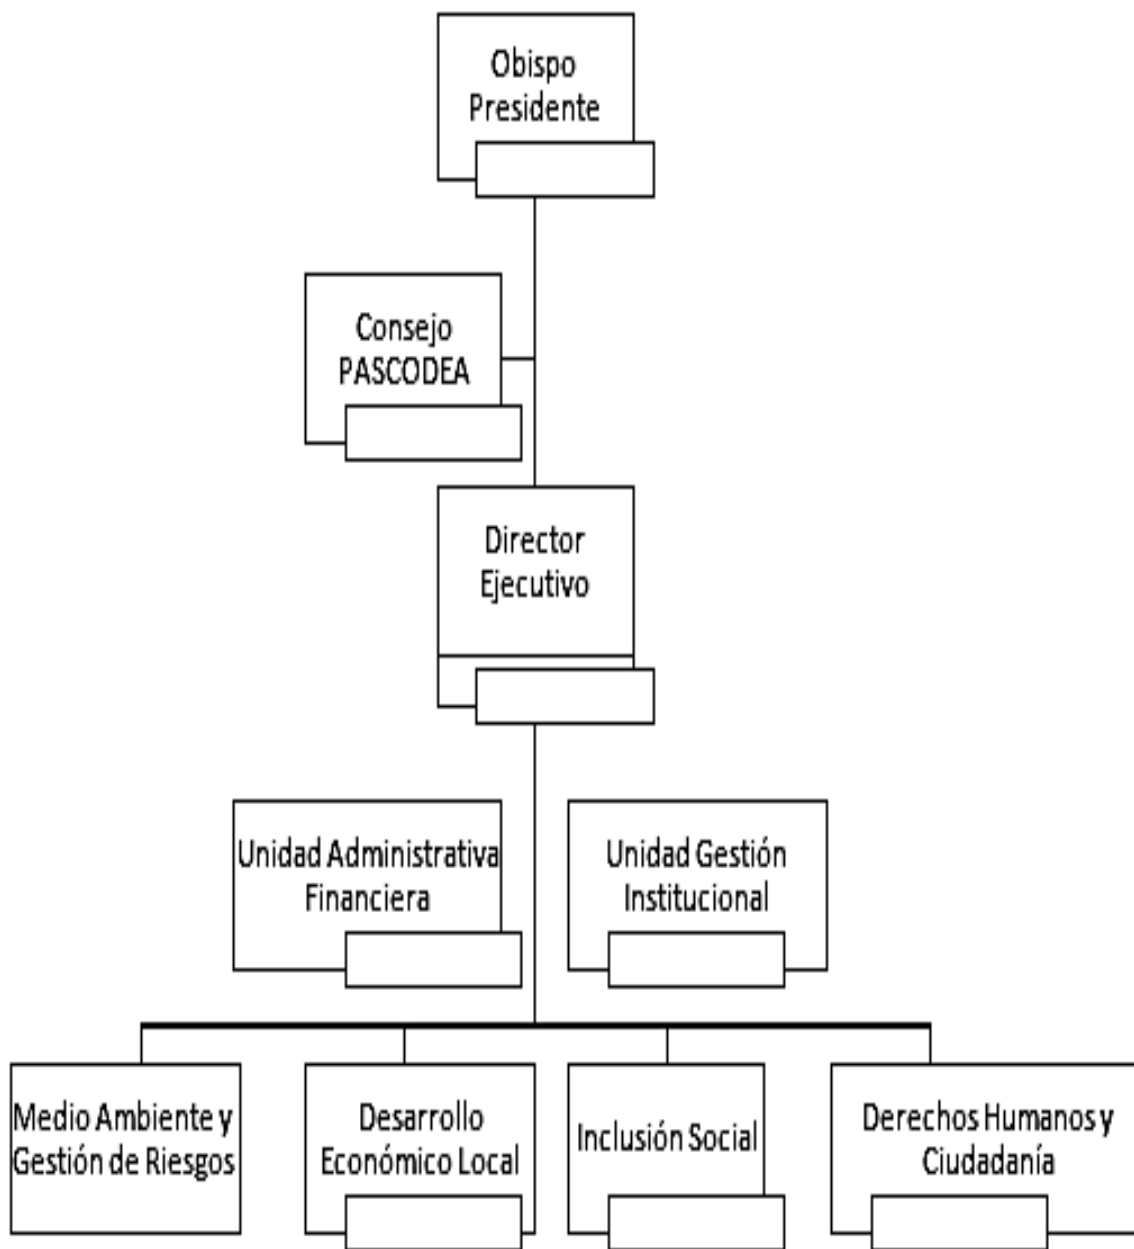 Obispo
Presidente
Consejo
PASCODEA
Director
Ejecutivo
Unidad Administrativa
Financiera
Unidad Gestión
Institucional
Medio Ambiente y
Gestión de Riesgos
Desarrollo
Económico Local
Inclusión Social
Derechos Humanos y
Ciudadanía